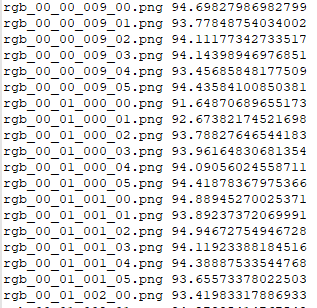 rgb_00_00_009_00.png 94.69827986982799
rgb_00_00_009_01.png 93.77848754034002
rgb_00_00_009_02.png 94.11177342733517
rgb_00_00_009_03.png 94.14398946976851
rgb_00_00_009_04.png 93.45685848177509
rgb_00_00_009_05.png 94.43584100850381
rgb_00_01_000_00.png 91.64870689655173
rgb_00_01_000_01.png 92.67382174521698
rgb_00_01_000_02.png 93.78827646544183
rgb_00_01_000_03.png 93.96164830681354
rgb_00_01_000_04.png 94.09056024558711
rgb_00_01_000_05.png 94.41878367975366
rgb_00_01_001_00.png 94.88945270025371
rgb_00_01_001_01.png 93.89237372069991
rgb_00_01_001_02.png 94.94672754946728
rgb_00_01_001_03.png 94.11923388184516
rgb_00_01_001_04.png 94.38875533544768
rgb_00_01_001_05.png 93.65573378022503
rgb_00_01_002_00.png 93.41983317886933